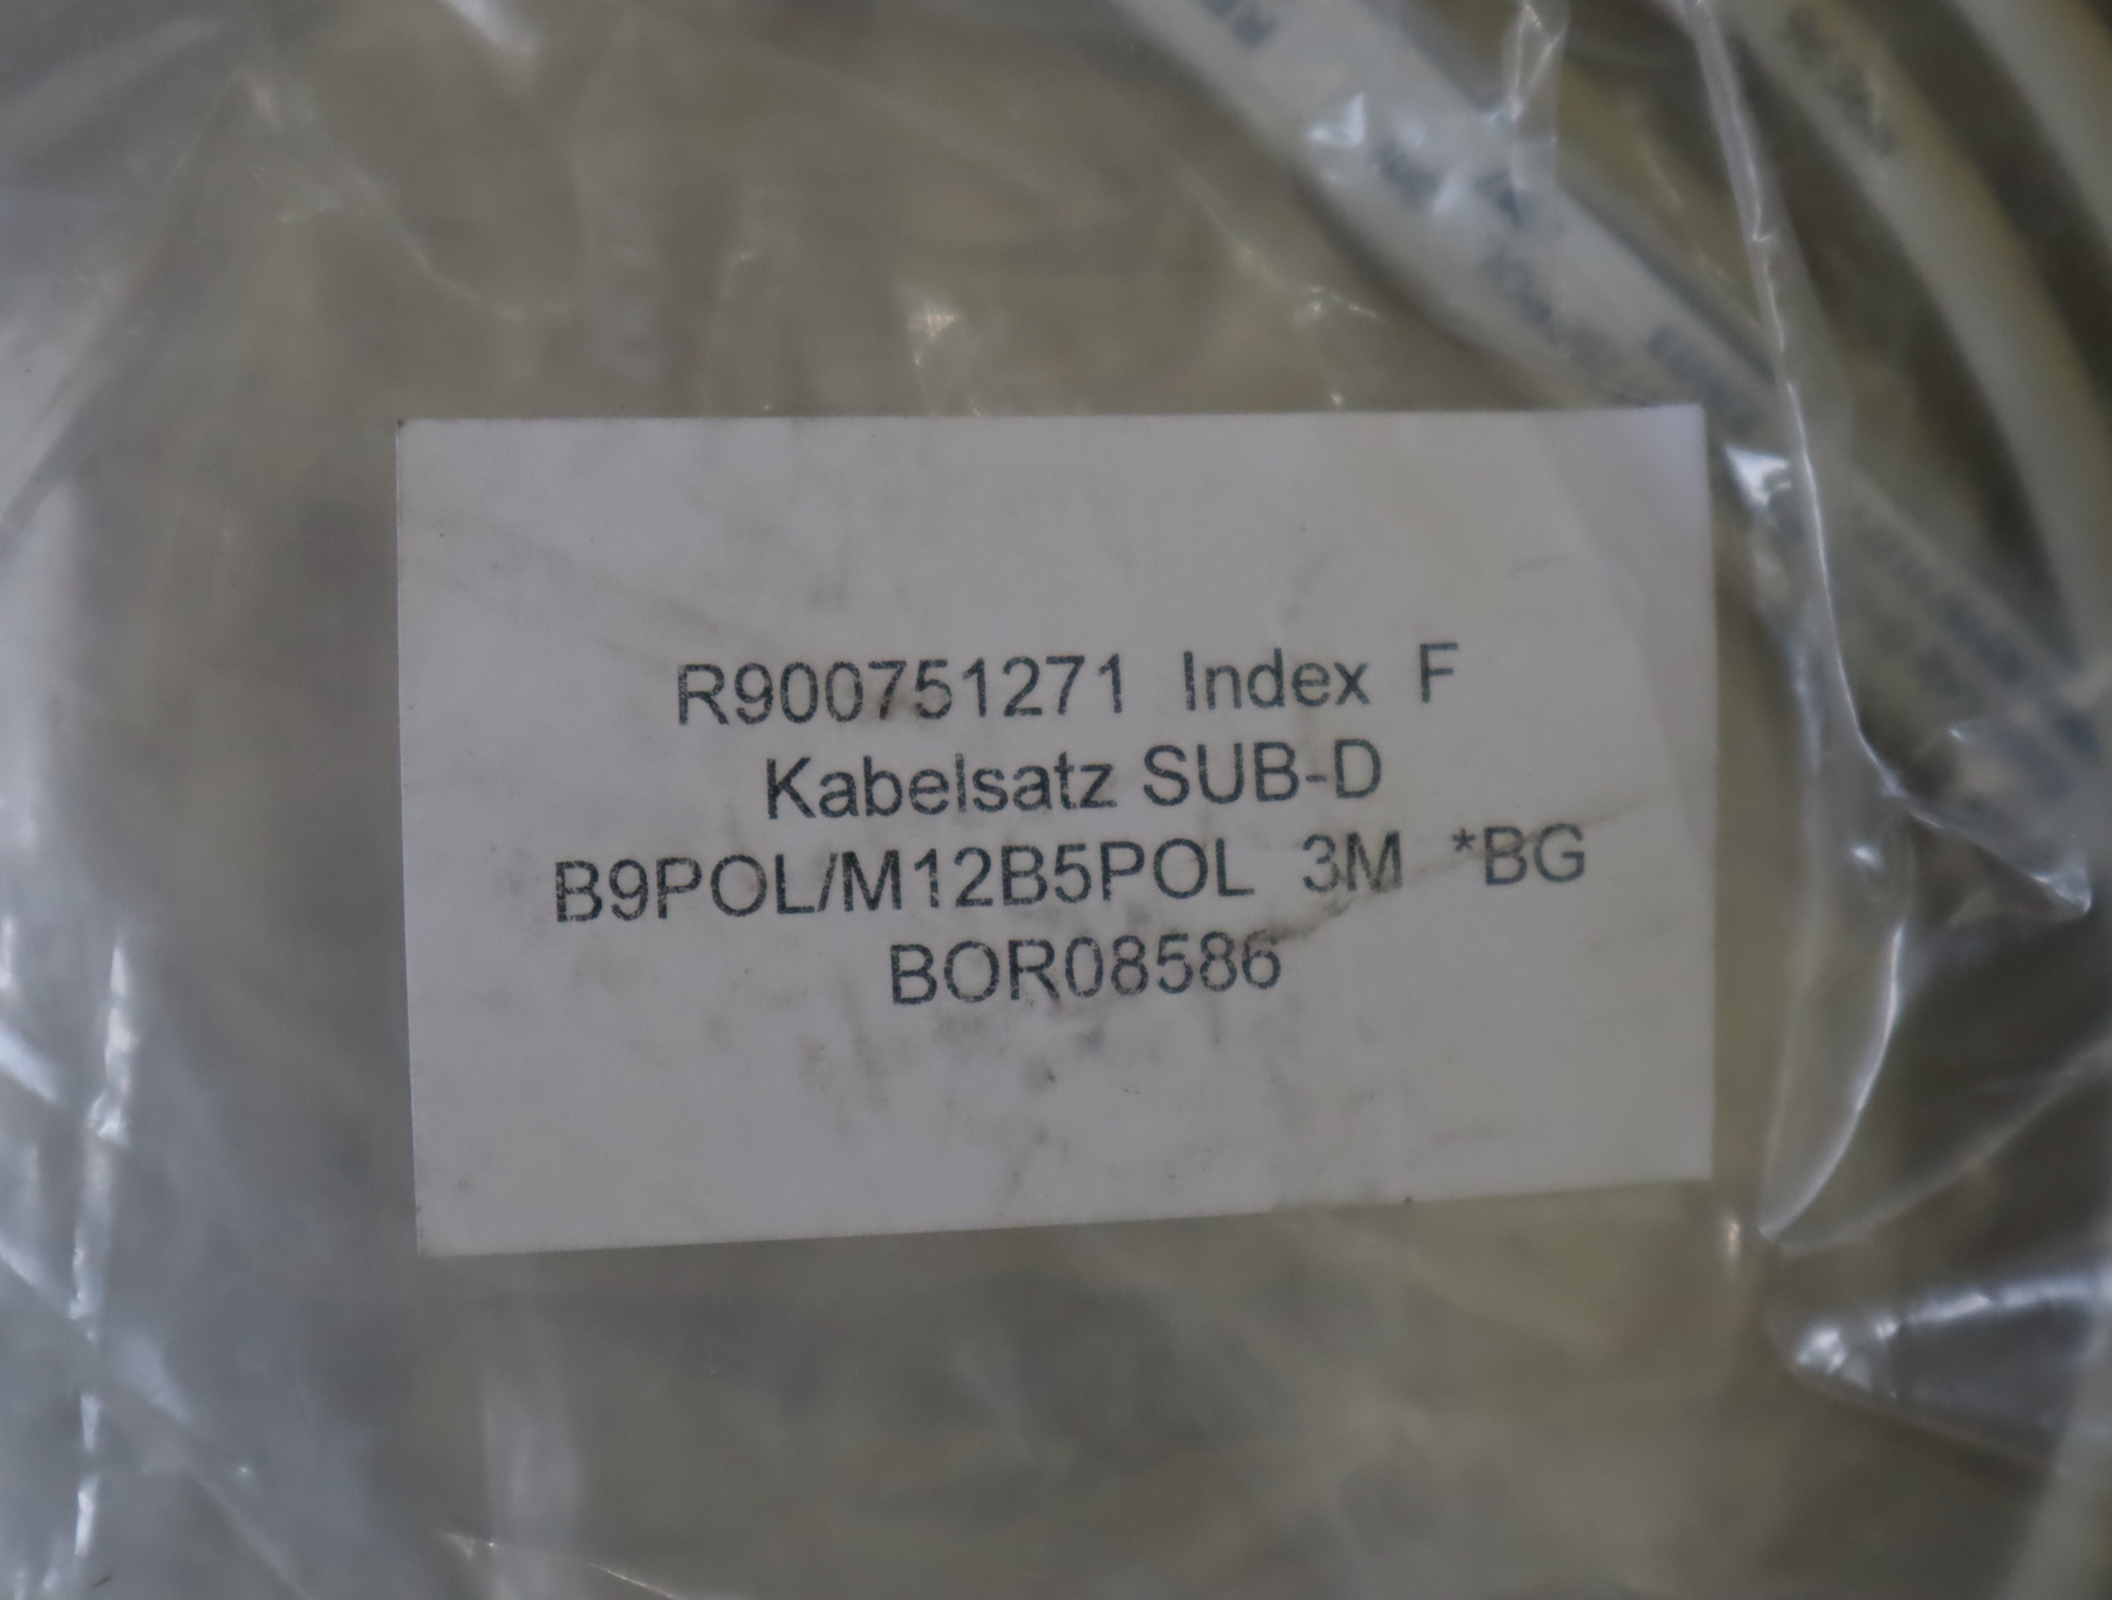 R900751271 Index F
Kabelsatz SUB-D
B9POL/M12B5POL 3M *BG
BOR08586